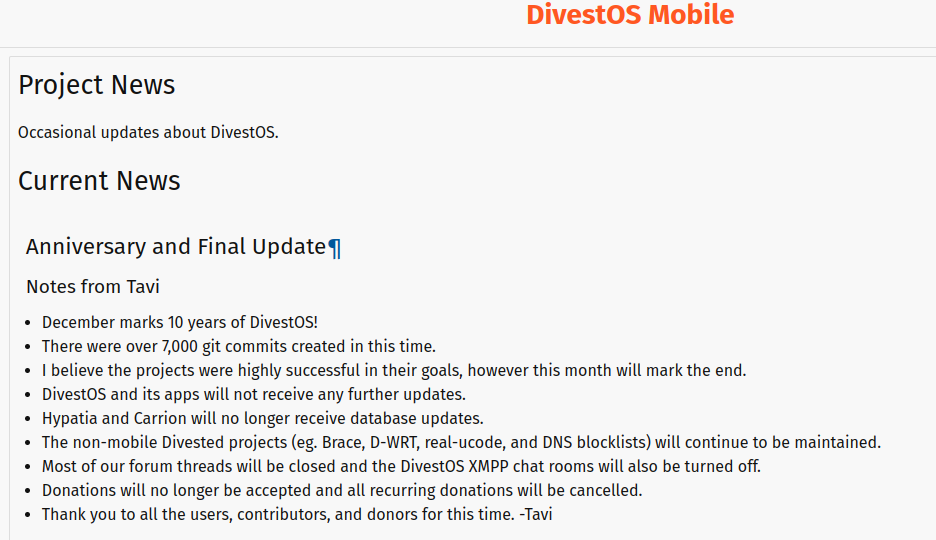 DivestOS Mobile
Project News
Occasional updates about DivestOS.
Current News
Anniversary and Final Update¶
Notes from Tavi
• December marks 10 years of DivestOS!
• There were over 7,000 git commits created in this time.
• I believe the projects were highly successful in their goals, however this month will mark the end.
• DivestOS and its apps will not receive any further updates.
• Hypatia and Carrion will no longer receive database updates.
• The non-mobile Divested projects (eg. Brace, D-WRT, real-ucode, and DNS blocklists) will continue to be maintained.
• Most of our forum threads will be closed and the DivestOS XMPP chat rooms will also be turned off.
• Donations will no longer be accepted and all recurring donations will be cancelled.
• Thank you to all the users, contributors, and donors for this time. -Tavi